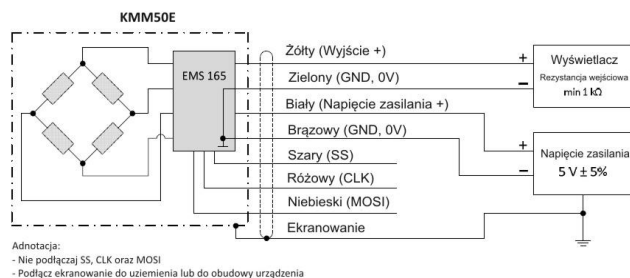 KMM50E
EMS 165
Żółty (Wyjście +)
Zielony (GND, 0V)
Biały (Napięcie zasilania +)
Brązowy (GND, 0V)
Szary (SS)
Różowy (CLK)
Niebieski (MOSI)
Ekranowanie
+
Wyświetlacz
Rezystancja wejściowa
min 1 kΩ
−
+
Napięcie zasilania
5 V ± 5%
−
Adnotacja:
- Nie podłączaj SS, CLK oraz MOSI
- Podłącz ekranowanie do uziemienia lub do obudowy urządzenia